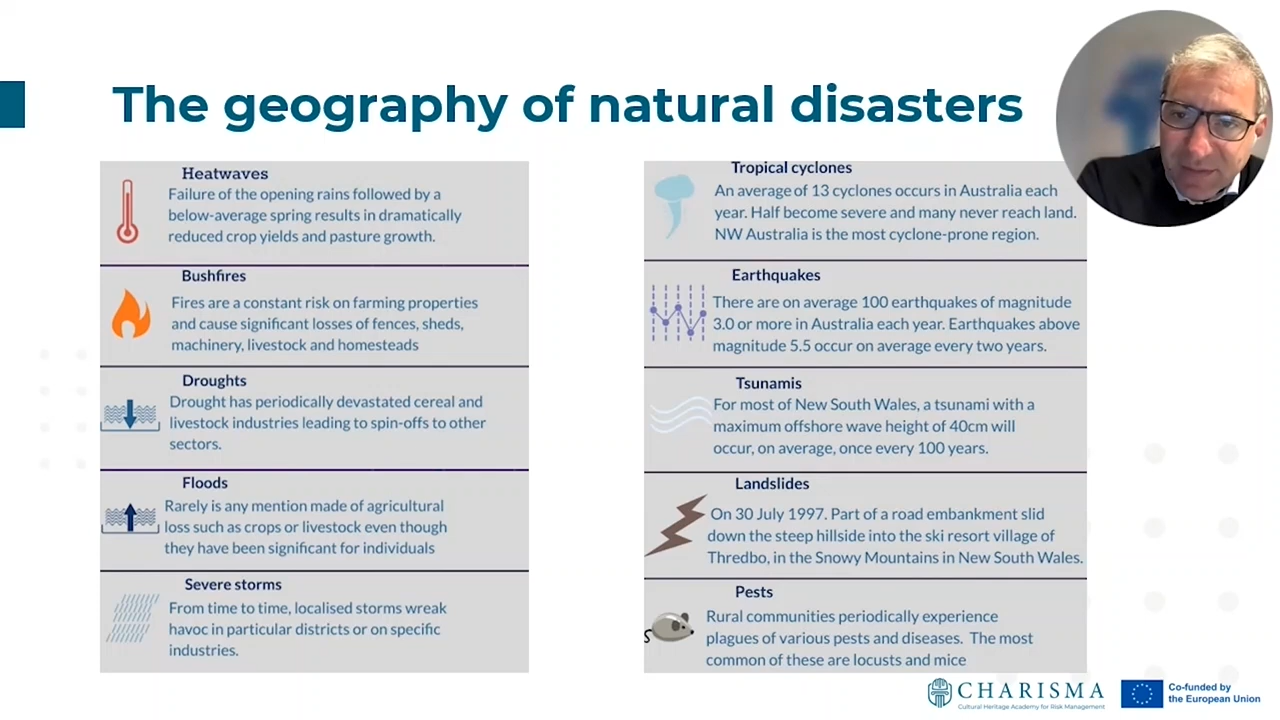 The geography of natural disasters
Heatwaves
Failure of the opening rains followed by a
below-average spring results in dramatically
reduced crop yields and pasture growth.
Bushfires
Fires are a constant risk on farming properties
and cause significant losses of fences, sheds,
machinery, livestock and homesteads
Droughts
Drought has periodically devastated cereal and
livestock industries leading to spin-offs to other
sectors.
Floods
Rarely is any mention made of agricultural
loss such as crops or livestock even though
they have been significant for individuals
Severe storms
From time to time, localised storms wreak
havoc in particular districts or on specific
industries.
Tropical cyclones
An average of 13 cyclones occurs in Australia each
year. Half become severe and many never reach land.
NW Australia is the most cyclone-prone region.
Earthquakes
There are on average 100 earthquakes of magnitude
3.0 or more in Australia each year. Earthquakes above
magnitude 5.5 occur on average every two years.
Tsunamis
For most of New South Wales, a tsunami with a
maximum offshore wave height of 40cm will
occur, on average, once every 100 years.
Landslides
On 30 July 1997. Part of a road embankment slid
down the steep hillside into the ski resort village of
Thredbo, in the Snowy Mountains in New South Wales.
Pests
Rural communities periodically experience
plagues of various pests and diseases. The most
common of these are locusts and mice
CHARISMA
Cultural Heritage Academy for Risk Management
Co-funded by
the European Union